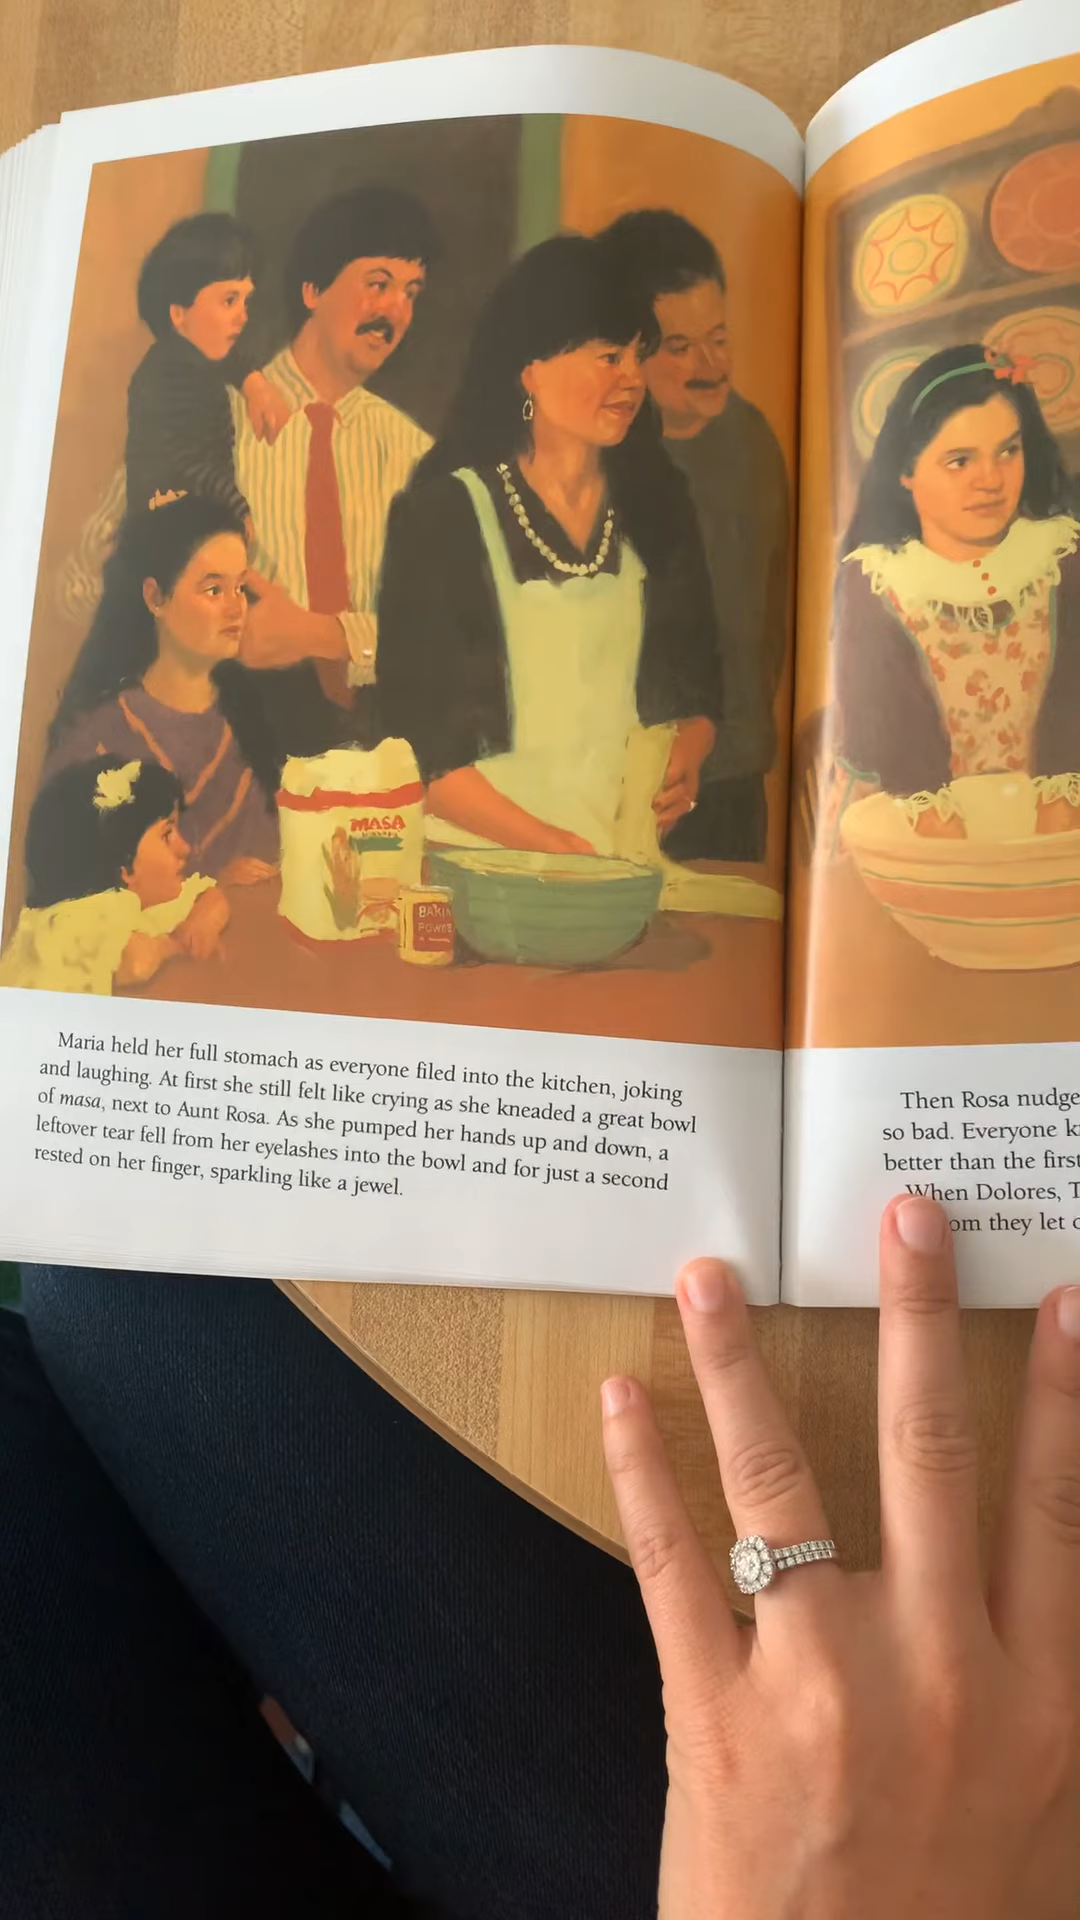 MASA
BAKIN
POWDE
Maria held her full stomach as everyone filed into the kitchen, joking
and laughing. At first she still felt like crying as she kneaded a great bowl
of masa, next to Aunt Rosa. As she pumped her hands up and down, a
leftover tear fell from her eyelashes into the bowl and for just a second
rested on her finger, sparkling like a jewel.
Then Rosa nudge
so bad. Everyone k
better than the first
When Dolores, T
om they let